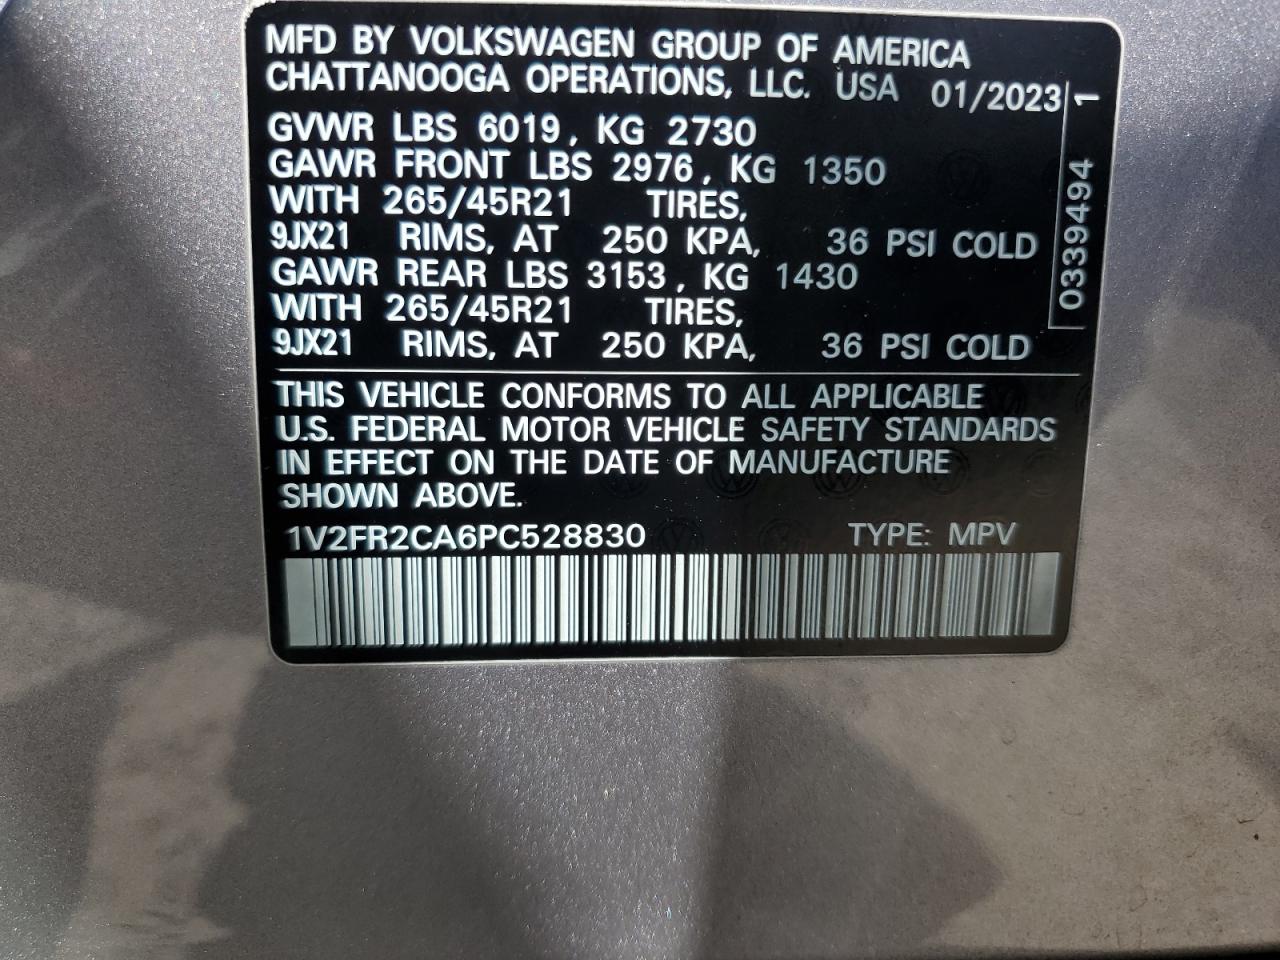 MFD BY VOLKSWAGEN GROUP OF AMERICA
CHATTANOOGA OPERATIONS, LLC. USA 01/2023
GVWR LBS 6019, KG 2730
GAWR FRONT LBS 2976, KG 1350
WITH 265/45R21 TIRES,
9JX21 RIMS, AT 250 KPA, 36 PSI COLD
GAWR REAR LBS 3153, KG 1430
WITH 265/45R21 TIRES,
9JX21 RIMS, AT 250 KPA, 36 PSI COLD
0339494 1
THIS VEHICLE CONFORMS TO ALL APPLICABLE
U.S. FEDERAL MOTOR VEHICLE SAFETY STANDARDS
IN EFFECT ON THE DATE OF MANUFACTURE
SHOWN ABOVE.
1V2FR2CA6PC528830 TYPE: MPV